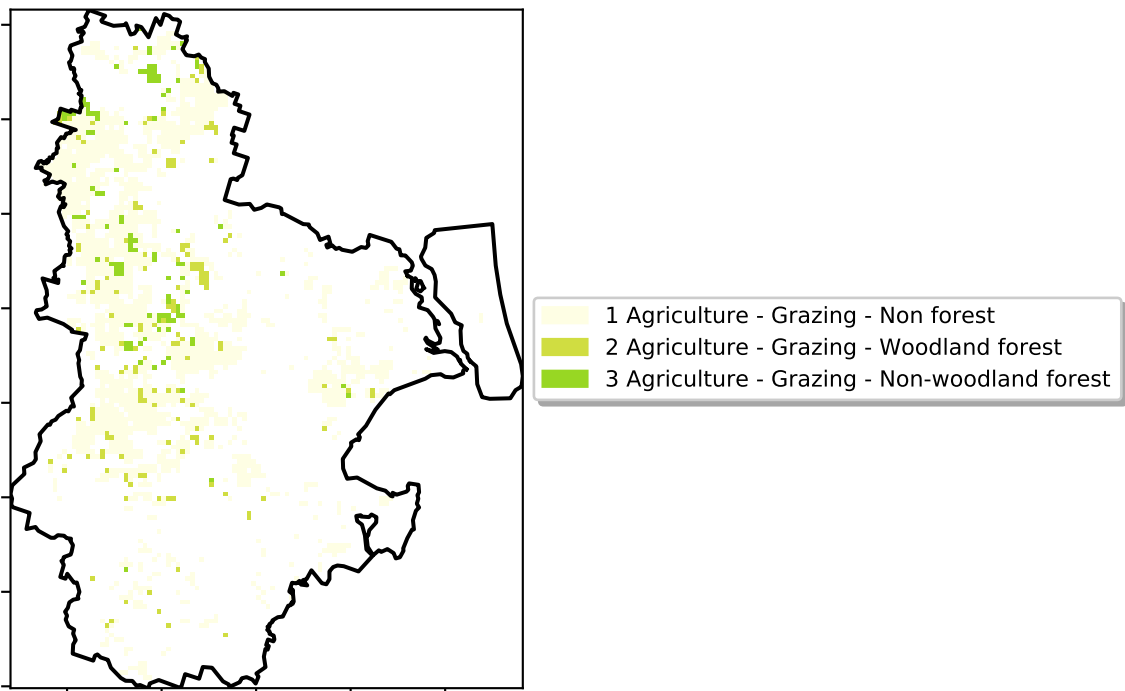 1 Agriculture - Grazing - Non forest
2 Agriculture - Grazing - Woodland forest
3 Agriculture - Grazing - Non-woodland forest